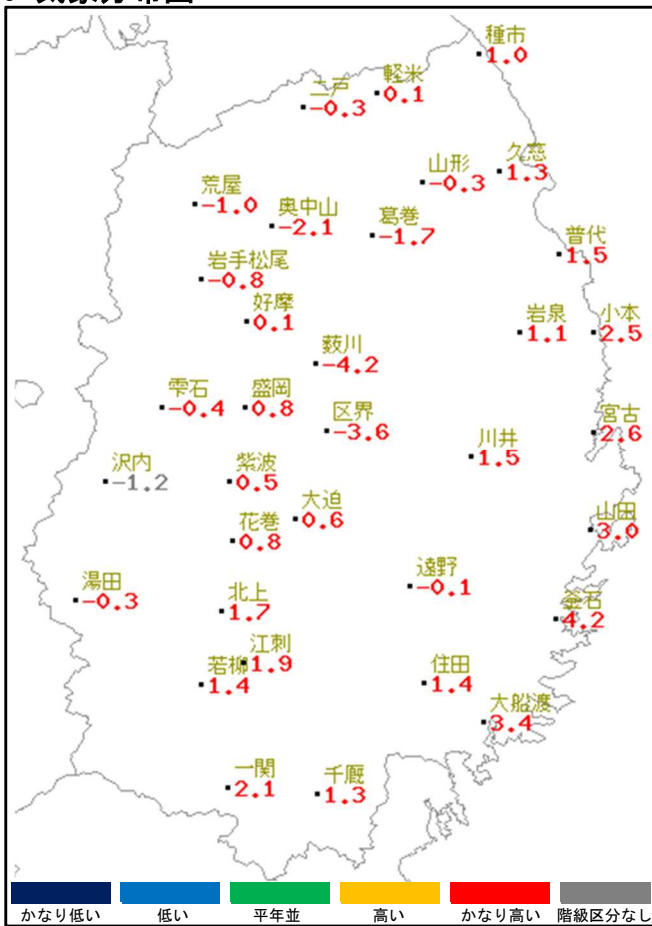 種市
1.0
軽米
0.1
二戸
-0.3
久慈
1.3
山形
-0.3
荒屋
-1.0
奥中山
-2.1
葛巻
-1.7
普代
1.5
岩手松尾
-0.8
好摩
0.1
岩泉
1.1
小本
2.5
薮川
-4.2
雫石
-0.4
盛岡
0.8
区界
-3.6
宮古
2.6
川井
1.5
沢内
-1.2
紫波
0.5
大迫
0.6
花巻
0.8
山田
3.0
遠野
-0.1
湯田
-0.3
北上
1.7
釜石
4.2
江刺
1.9
若柳
1.4
住田
1.4
大船渡
3.4
一関
2.1
千厩
1.3
かなり低い 低い 平年並 高い かなり高い 階級区分なし